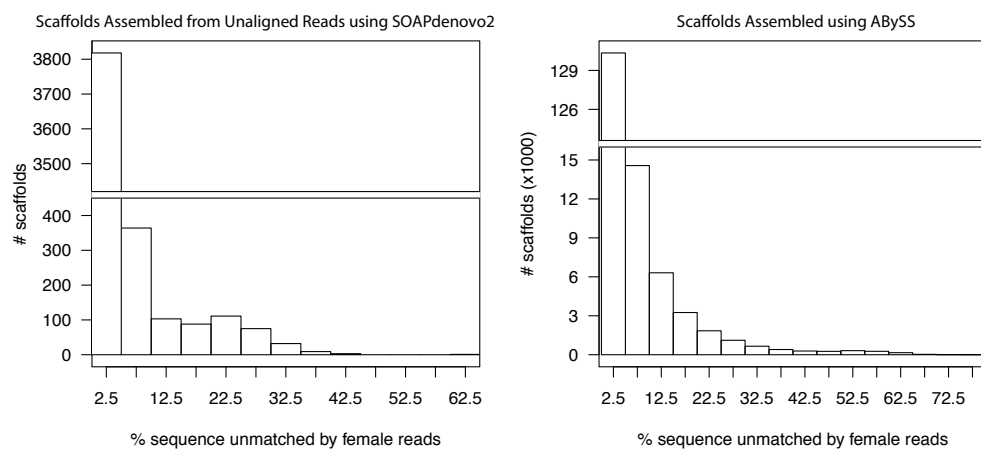 Scaffolds Assembled from Unaligned Reads using SOAPdenovo2
3800
3700
3600
3500
400
300
200
100
0
# scaffolds
2.5 12.5 22.5 32.5 42.5 52.5 62.5
% sequence unmatched by female reads
Scaffolds Assembled using ABySS
129
126
15
12
9
6
3
0
# scaffolds (x1000)
2.5 12.5 22.5 32.5 42.5 52.5 62.5 72.5
% sequence unmatched by female reads